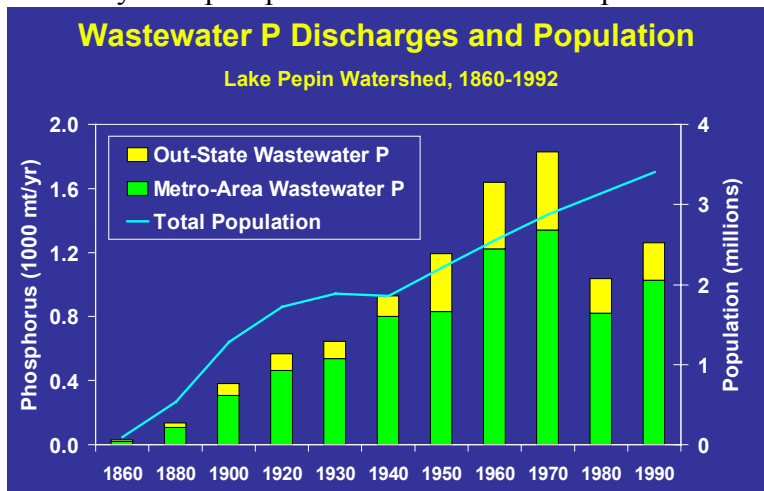 Wastewater P Discharges and Population
Lake Pepin Watershed, 1860-1992
2.0
1.6
1.2
0.8
0.4
0.0
Phosphorus (1000 mt/yr)
Out-State Wastewater P
Metro-Area Wastewater P
Total Population
4
3
2
1
0
Population (millions)
1860 1880 1900 1920 1930 1940 1950 1960 1970 1980 1990